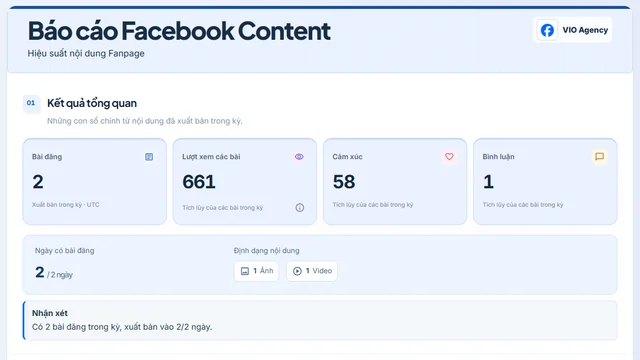 Báo cáo Facebook Content
VIO Agency
Hiệu suất nội dung Fanpage
01 Kết quả tổng quan
Những con số chính từ nội dung đã xuất bản trong kỳ.
Bài đăng
2
Xuất bản trong kỳ · UTC
Lượt xem các bài
661
Tích lũy của các bài trong kỳ
Cảm xúc
58
Tích lũy của các bài trong kỳ
Bình luận
1
Tích lũy của các bài trong kỳ
Ngày có bài đăng
2 / 2 ngày
Định dạng nội dung
1 Ảnh
1 Video
Nhận xét
Có 2 bài đăng trong kỳ, xuất bản vào 2/2 ngày.